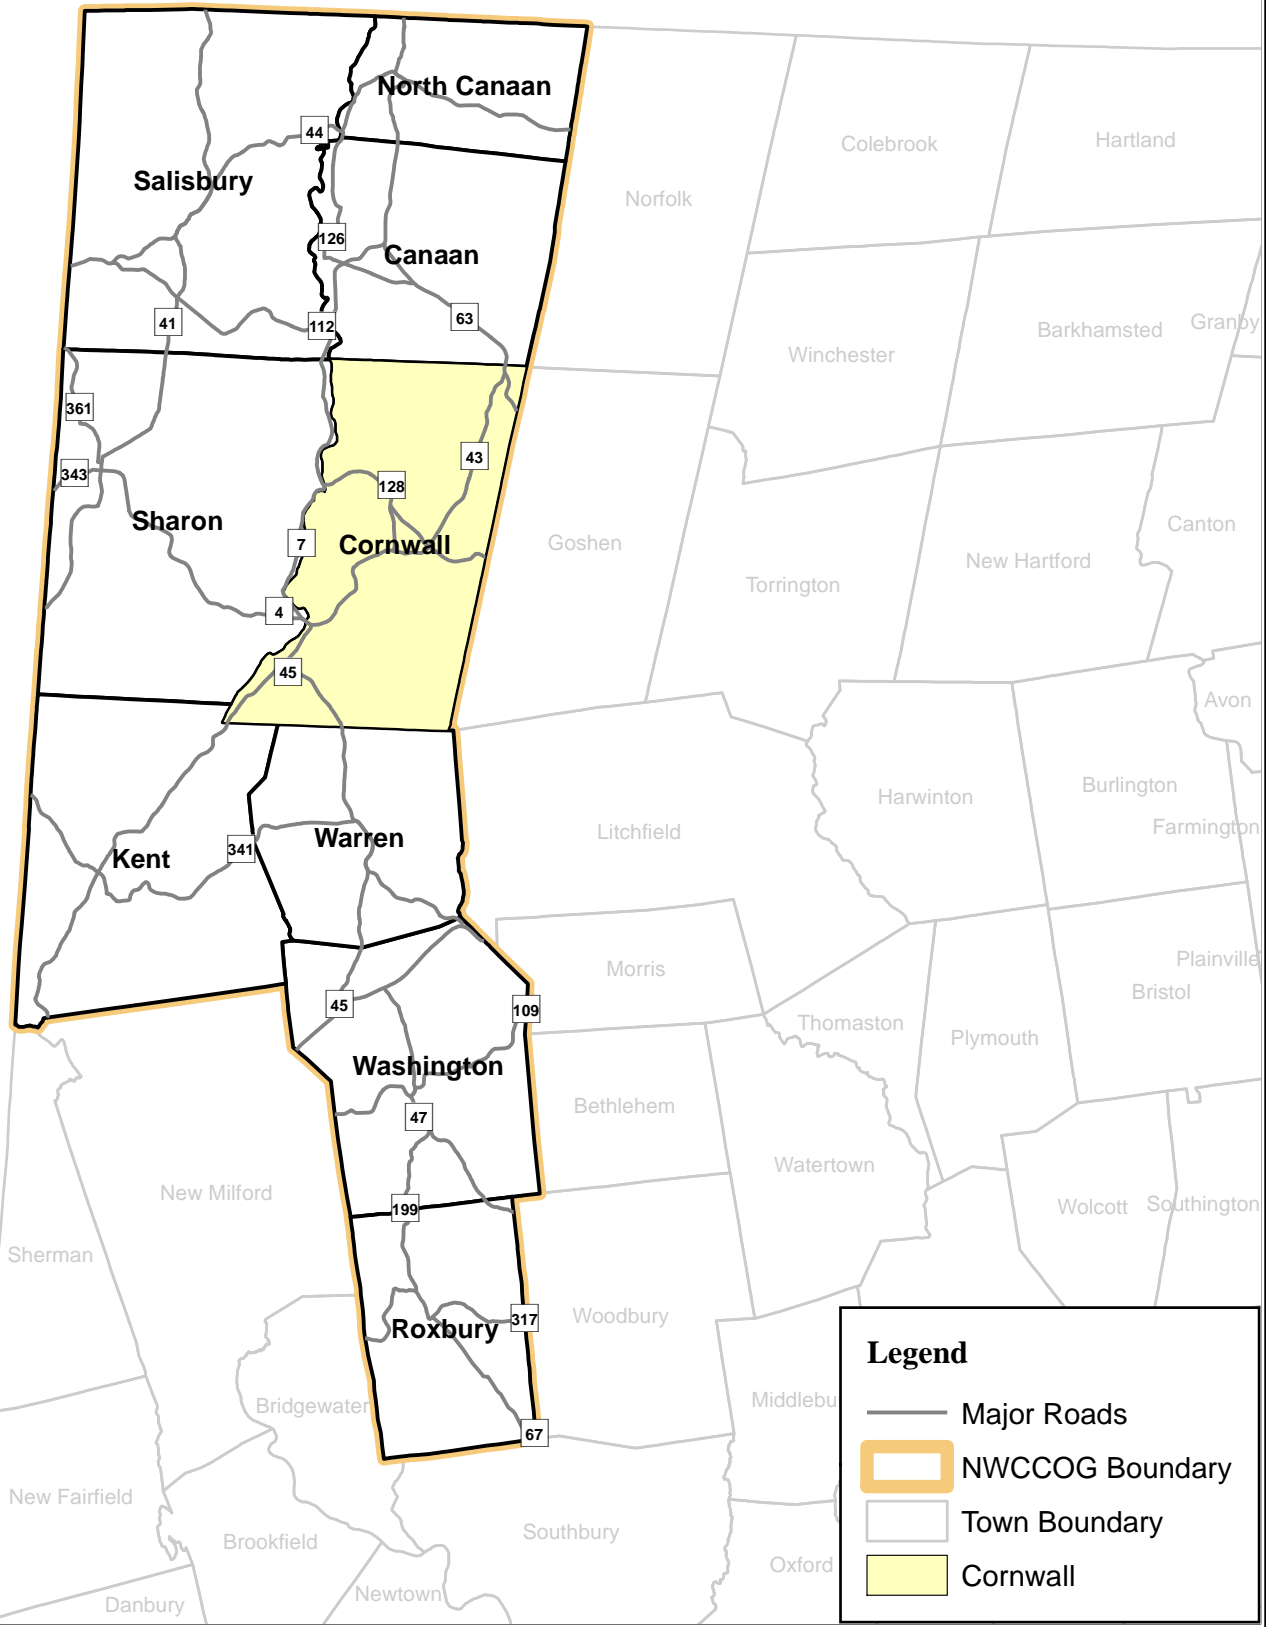 North Canaan
44
Colebrook
Hartland
Salisbury
Norfolk
126
Canaan
41
112
63
Granby
Barkhamsted
Winchester
361
43
343
128
Sharon
7
Cornwall
Goshen
Canton
New Hartford
Torrington
4
45
Avon
Burlington
Harwinton
Farmington
Litchfield
Warren
341
Kent
Plainville
Morris
Bristol
45
109
Thomaston
Plymouth
Washington
Bethlehem
47
Watertown
New Milford
199
Wolcott
Southington
Sherman
317
Woodbury
Roxbury
Middlebu
Bridgewater
67
New Fairfield
Southbury
Brookfield
Oxford
Newtown
Danbury
Legend
Major Roads
NWCCOG Boundary
Town Boundary
Cornwall